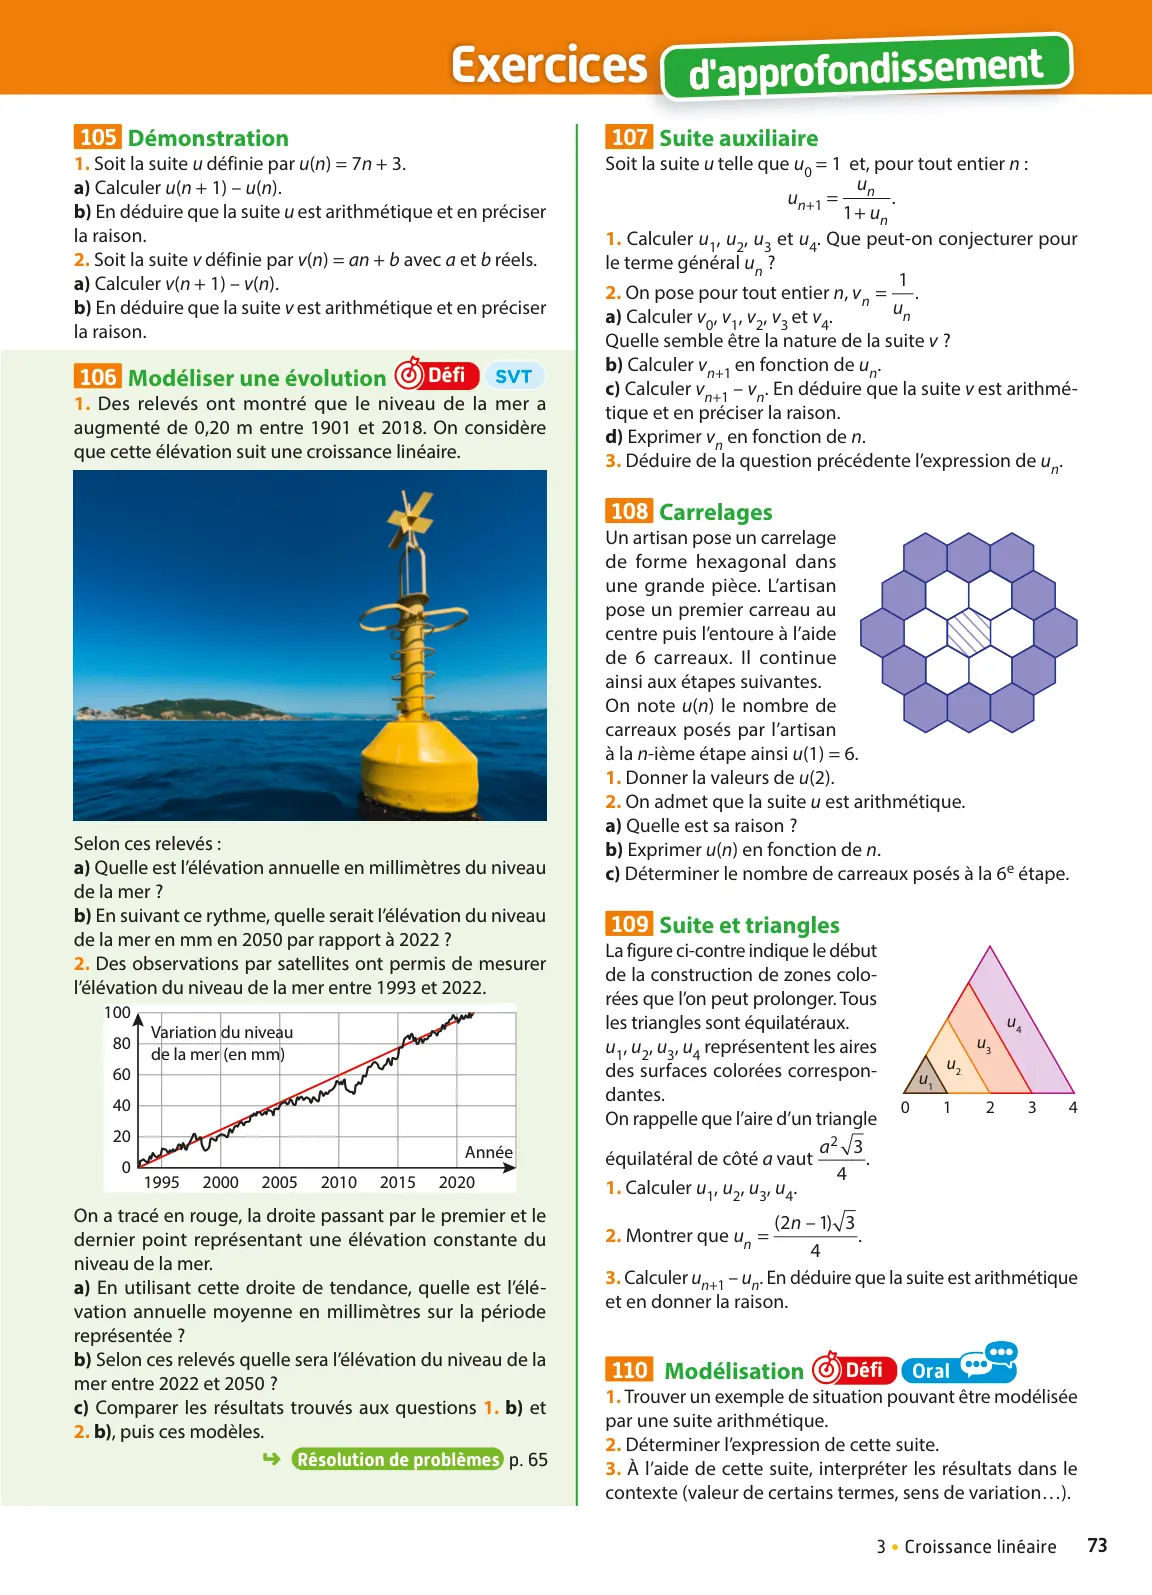 Exercices d'approfondissement
105 Démonstration
1. Soit la suite u définie par u(n) = 7n + 3.
a) Calculer u(n + 1) – u(n).
b) En déduire que la suite u est arithmétique et en préciser
la raison.
2. Soit la suite v définie par v(n) = an + b avec a et b réels.
a) Calculer v(n + 1) – v(n).
b) En déduire que la suite v est arithmétique et en préciser
la raison.
106 Modéliser une évolution Défi SVT
1. Des relevés ont montré que le niveau de la mer a
augmenté de 0,20 m entre 1901 et 2018. On considère
que cette élévation suit une croissance linéaire.
Selon ces relevés :
a) Quelle est l'élévation annuelle en millimètres du niveau
de la mer ?
b) En suivant ce rythme, quelle serait l'élévation du niveau
de la mer en mm en 2050 par rapport à 2022 ?
2. Des observations par satellites ont permis de mesurer
l'élévation du niveau de la mer entre 1993 et 2022.
100
Variation du niveau
80
de la mer (en mm)
60
40
20
Année
0
1995 2000 2005 2010 2015 2020
On a tracé en rouge, la droite passant par le premier et le
dernier point représentant une élévation constante du
niveau de la mer.
a) En utilisant cette droite de tendance, quelle est l'élé-
vation annuelle moyenne en millimètres sur la période
représentée ?
b) Selon ces relevés quelle sera l'élévation du niveau de la
mer entre 2022 et 2050 ?
c) Comparer les résultats trouvés aux questions 1. b) et
2. b), puis ces modèles.
↪ Résolution de problèmes p. 65
107 Suite auxiliaire
Soit la suite u telle que u₀ = 1 et, pour tout entier n :
uₙ₊₁ = uₙ / (1 + uₙ).
1. Calculer u₁, u₂, u₃ et u₄. Que peut-on conjecturer pour
le terme général uₙ ?
2. On pose pour tout entier n, vₙ = 1/uₙ.
a) Calculer v₀, v₁, v₂, v₃ et v₄.
Quelle semble être la nature de la suite v ?
b) Calculer vₙ₊₁ en fonction de uₙ.
c) Calculer vₙ₊₁ – vₙ. En déduire que la suite v est arithmé-
tique et en préciser la raison.
d) Exprimer vₙ en fonction de n.
3. Déduire de la question précédente l'expression de uₙ.
108 Carrelages
Un artisan pose un carrelage
de forme hexagonal dans
une grande pièce. L'artisan
pose un premier carreau au
centre puis l'entoure à l'aide
de 6 carreaux. Il continue
ainsi aux étapes suivantes.
On note u(n) le nombre de
carreaux posés par l'artisan
à la n-ième étape ainsi u(1) = 6.
1. Donner la valeurs de u(2).
2. On admet que la suite u est arithmétique.
a) Quelle est sa raison ?
b) Exprimer u(n) en fonction de n.
c) Déterminer le nombre de carreaux posés à la 6e étape.
109 Suite et triangles
La figure ci-contre indique le début
de la construction de zones colo-
rées que l'on peut prolonger. Tous
les triangles sont équilatéraux.
u₁, u₂, u₃, u₄ représentent les aires
des surfaces colorées correspon-
dantes.
On rappelle que l'aire d'un triangle
équilatéral de côté a vaut a²√3 / 4.
u₁ u₂ u₃ u₄
0 1 2 3 4
1. Calculer u₁, u₂, u₃, u₄.
2. Montrer que uₙ = (2n – 1)√3 / 4.
3. Calculer uₙ₊₁ – uₙ. En déduire que la suite est arithmétique
et en donner la raison.
110 Modélisation Défi Oral
1. Trouver un exemple de situation pouvant être modélisée
par une suite arithmétique.
2. Déterminer l'expression de cette suite.
3. À l'aide de cette suite, interpréter les résultats dans le
contexte (valeur de certains termes, sens de variation…).
3 • Croissance linéaire 73